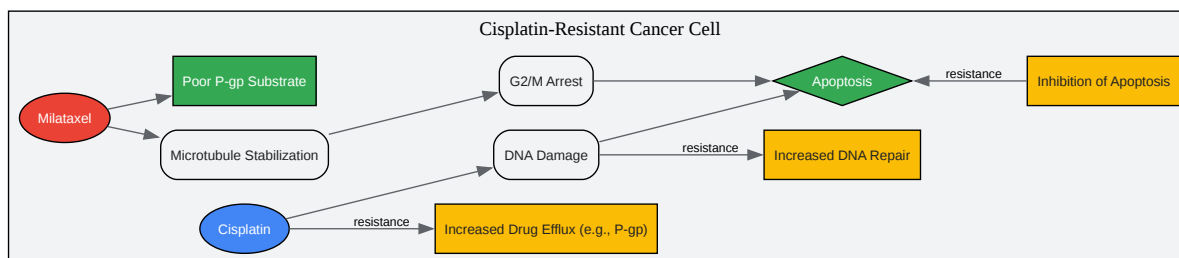 Cisplatin-Resistant Cancer Cell
Poor P-gp Substrate
G2/M Arrest
Apoptosis
resistance
Inhibition of Apoptosis
Milataxel
Microtubule Stabilization
DNA Damage
resistance
Increased DNA Repair
Cisplatin
resistance
Increased Drug Efflux (e.g., P-gp)